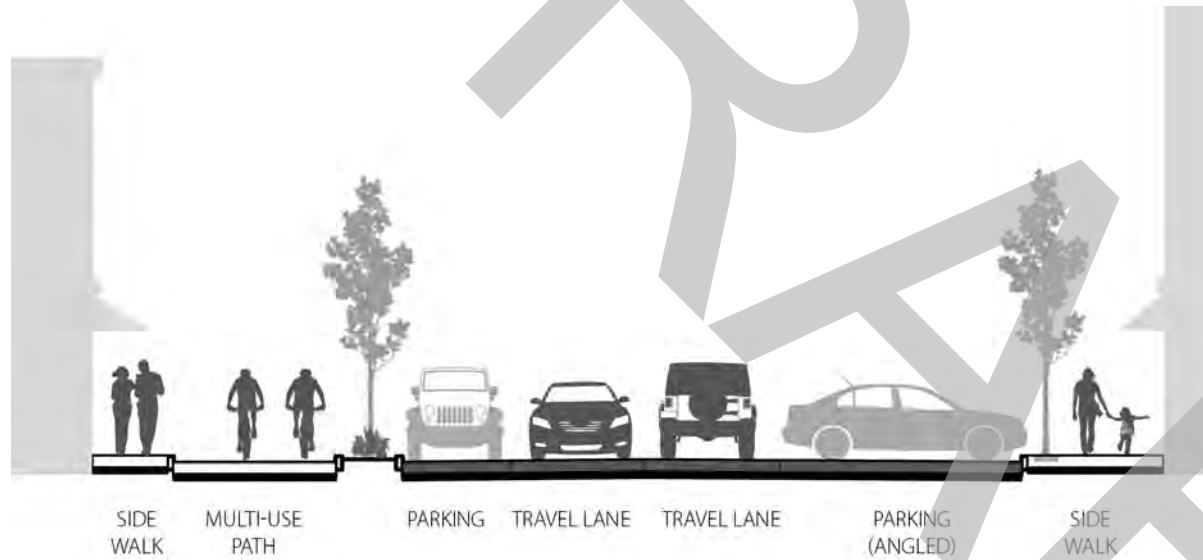 SIDE
WALK
MULTI-USE
PATH
PARKING
TRAVEL LANE
TRAVEL LANE
PARKING
(ANGLED)
SIDE
WALK